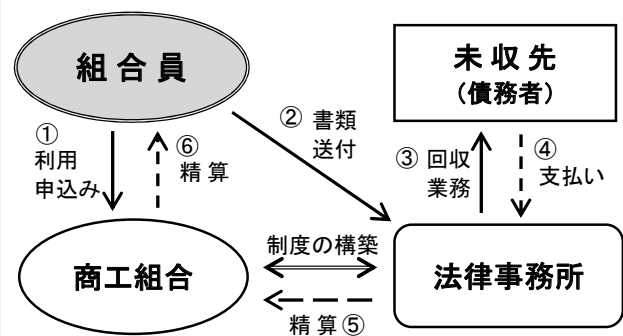 組合員
未収先
(債務者)
①
利用
申込み
⑥
精算
② 書類
送付
③ 回収
業務
④
支払い
商工組合
制度の構築
法律事務所
精算⑤